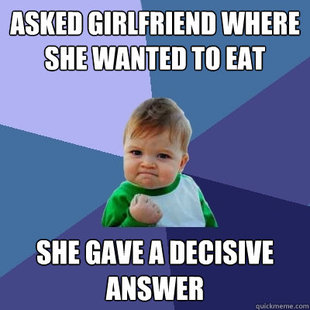 ASKED GIRLFRIEND WHERE
SHE WANTED TO EAT
SHE GAVE A DECISIVE
ANSWER
quickmeme.com